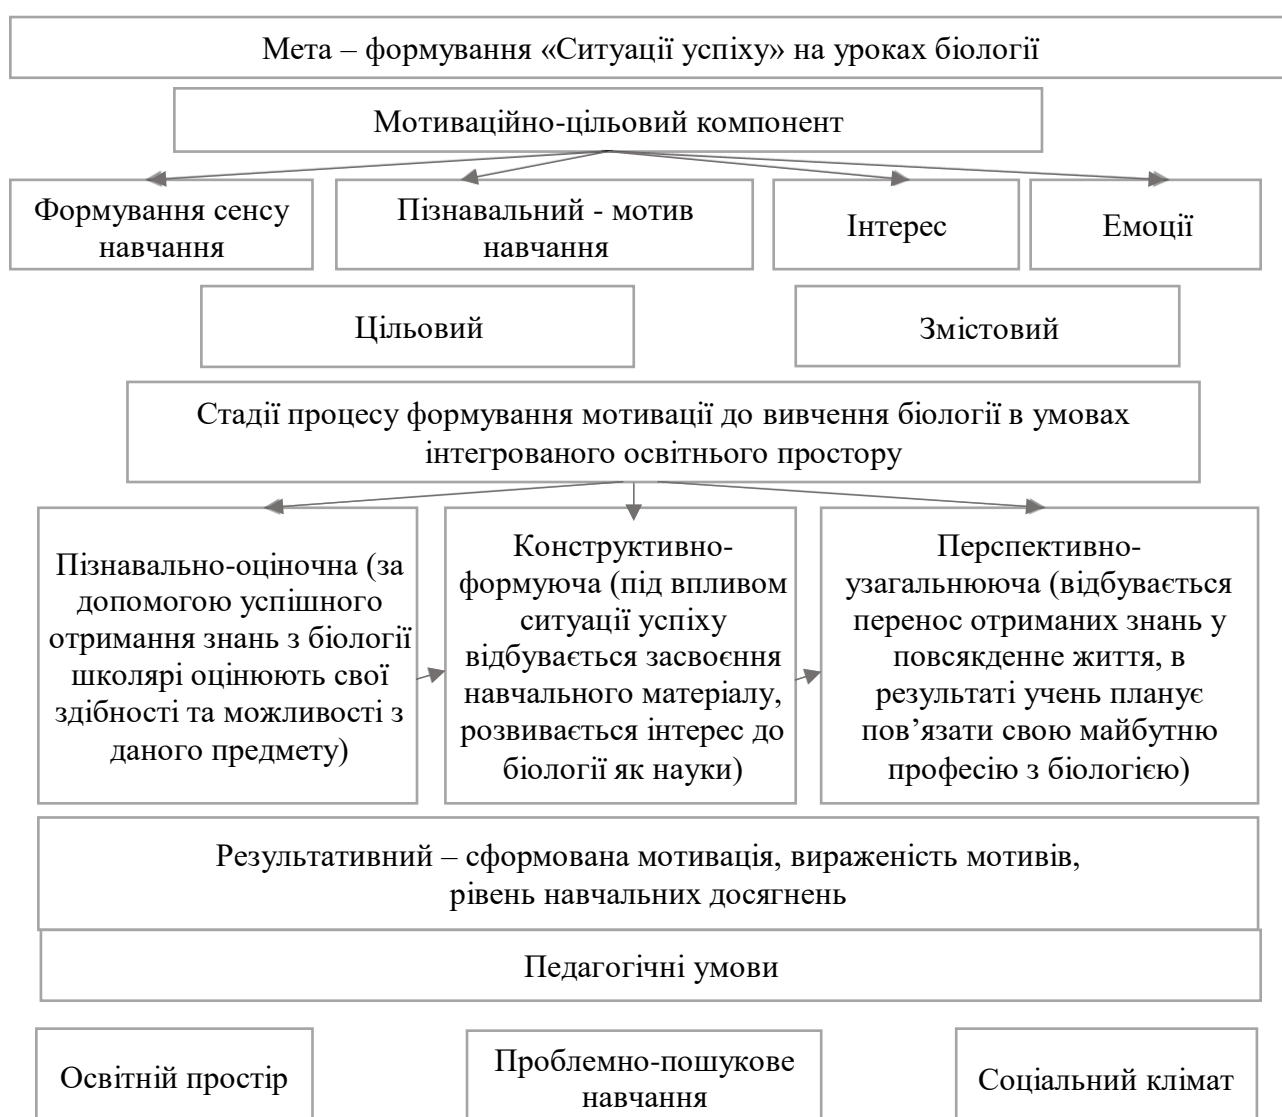 Мета – формування «Ситуації успіху» на уроках біології
Мотиваційно-цільовий компонент
Формування сенсу
навчання
Пізнавальний - мотив
навчання
Інтерес
Емоції
Цільовий
Змістовий
Стадії процесу формування мотивації до вивчення біології в умовах
інтегрованого освітнього простору
Пізнавально-оціночна (за
допомогою успішного
отримання знань з біології
школярі оцінюють свої
здібності та можливості з
даного предмету)
Конструктивно-
формуюча (під впливом
ситуації успіху
відбувається засвоєння
навчального матеріалу,
розвивається інтерес до
біології як науки)
Перспективно-
узагальнююча (відбувається
перенос отриманих знань у
повсякденне життя, в
результаті учень планує
пов’язати свою майбутню
професію з біологією)
Результативний – сформована мотивація, вираженість мотивів,
рівень навчальних досягнень
Педагогічні умови
Освітній простір
Проблемно-пошукове
навчання
Соціальний клімат